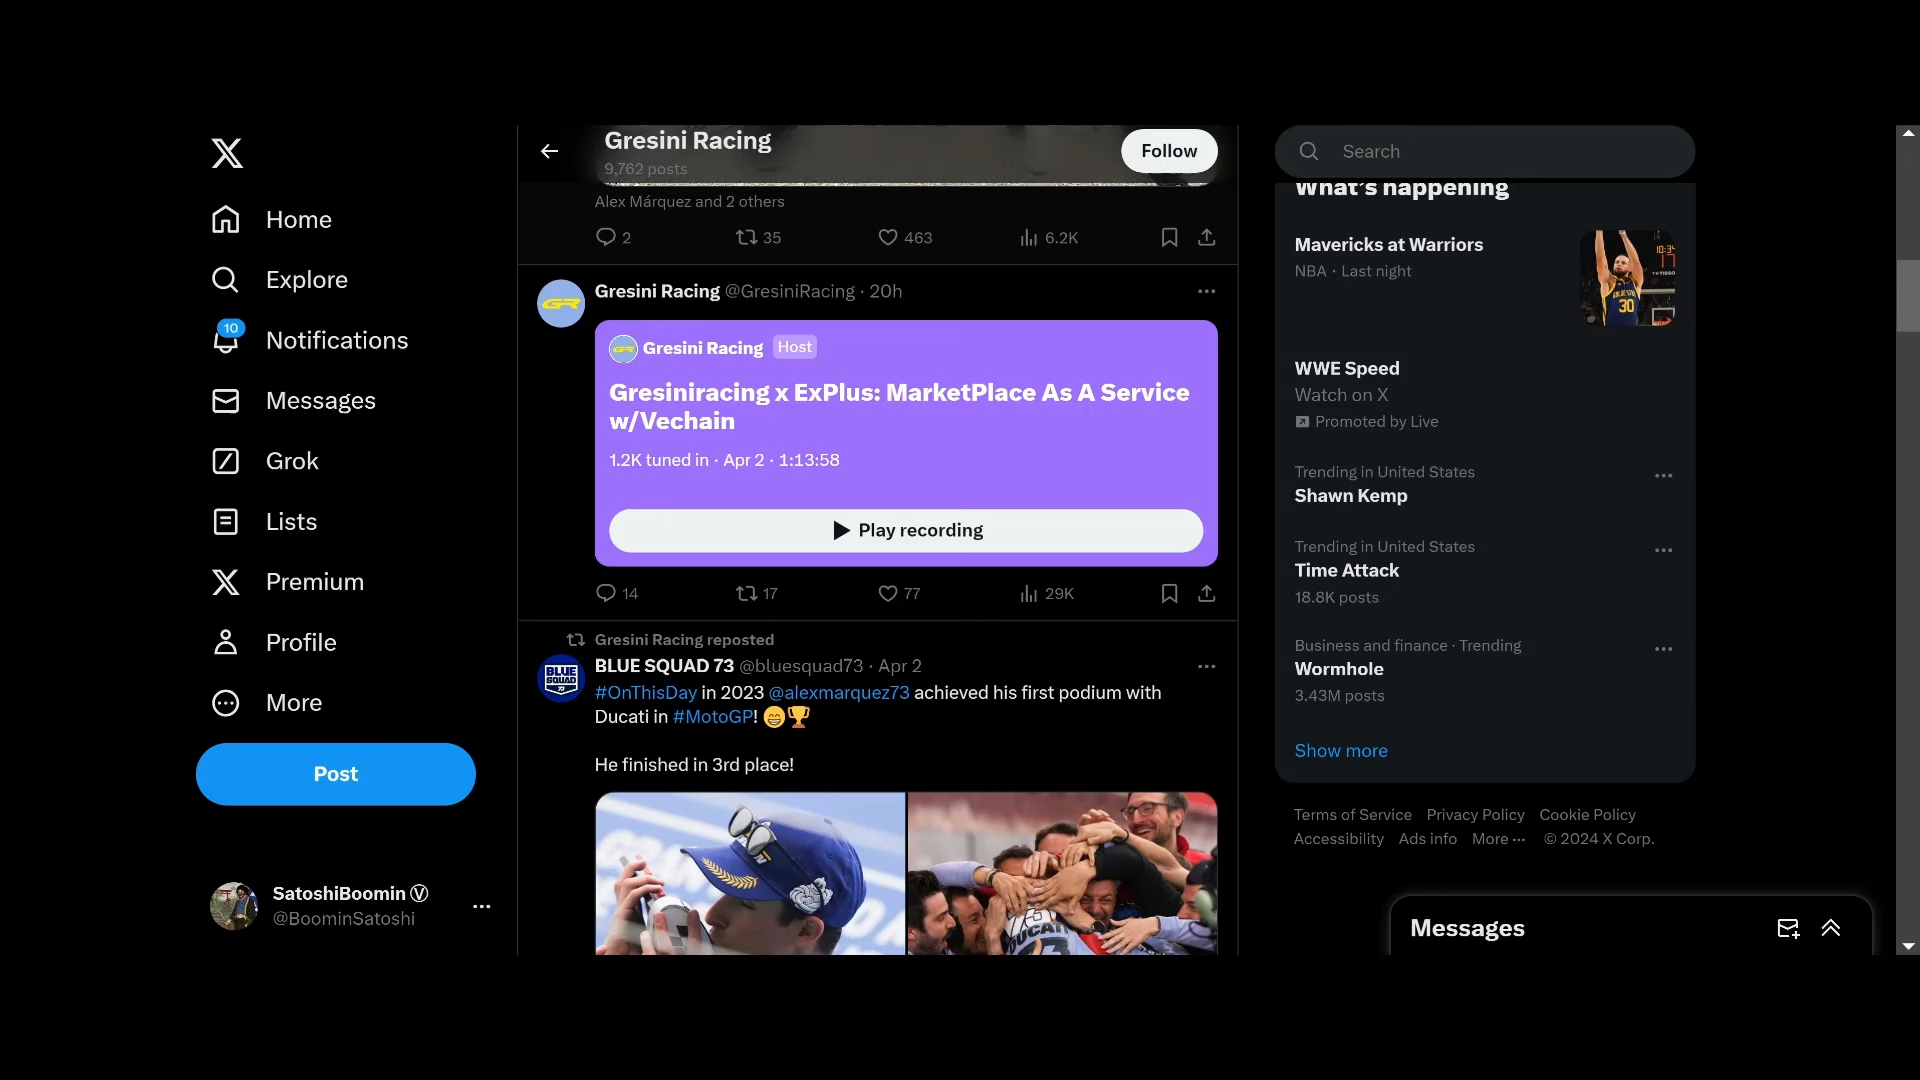 Home
Explore
10
Notifications
Messages
Grok
Lists
Premium
Profile
More
Post
SatoshiBoomin Ⓥ
@BoominSatoshi
Gresini Racing
9,762 posts
Follow
Alex Márquez and 2 others
2 35 463 6.2K
Gresini Racing @GresiniRacing · 20h
Gresini Racing Host
Gresiniracing x ExPlus: MarketPlace As A Service
w/Vechain
1.2K tuned in · Apr 2 · 1:13:58
Play recording
14 17 77 29K
Gresini Racing reposted
BLUE SQUAD 73 @bluesquad73 · Apr 2
BLUE
SQUAD
73
#OnThisDay in 2023 @alexmarquez73 achieved his first podium with
Ducati in #MotoGP! 😁🏆
He finished in 3rd place!
DUCATI
Search
What's happening
Mavericks at Warriors
NBA · Last night
30
WWE Speed
Watch on X
Promoted by Live
Trending in United States
Shawn Kemp
Trending in United States
Time Attack
18.8K posts
Business and finance · Trending
Wormhole
3.43M posts
Show more
Terms of Service Privacy Policy Cookie Policy
Accessibility Ads info More ··· © 2024 X Corp.
Messages